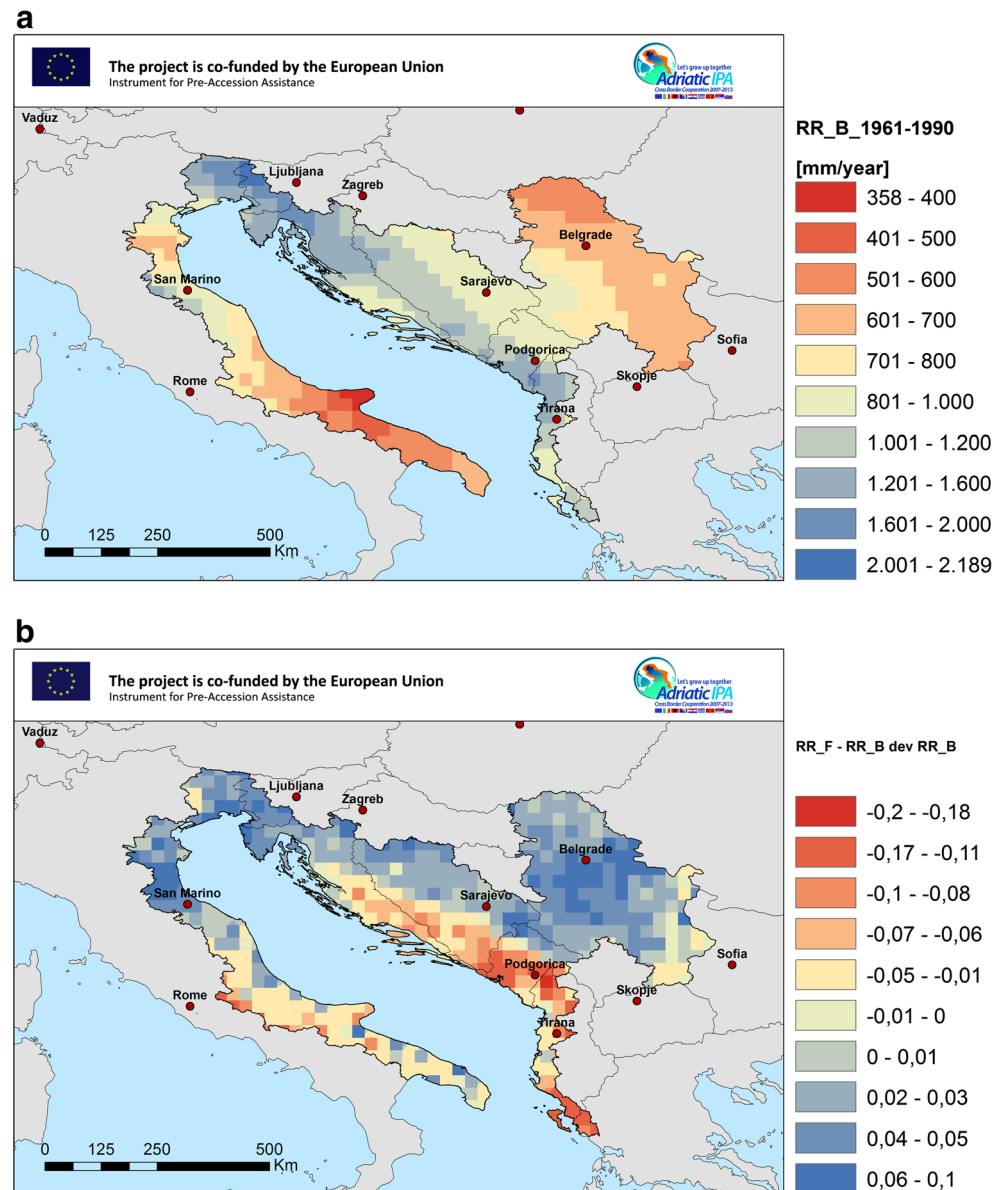 a
The project is co-funded by the European Union
Instrument for Pre-Accession Assistance
Let's grow up together
Adriatic IPA
Cross Border Cooperation 2007-2013
Vaduz
Ljubljana
Zagreb
Belgrade
San Marino
Sarajevo
Sofia
Podgorica
Skopje
Rome
Tirana
0 125 250 500
Km
RR_B_1961-1990
[mm/year]
358 - 400
401 - 500
501 - 600
601 - 700
701 - 800
801 - 1.000
1.001 - 1.200
1.201 - 1.600
1.601 - 2.000
2.001 - 2.189
b
The project is co-funded by the European Union
Instrument for Pre-Accession Assistance
Let's grow up together
Adriatic IPA
Cross Border Cooperation 2007-2013
Vaduz
Ljubljana
Zagreb
Belgrade
San Marino
Sarajevo
Sofia
Podgorica
Skopje
Rome
Tirana
0 125 250 500
Km
RR_F - RR_B dev RR_B
-0,2 - -0,18
-0,17 - -0,11
-0,1 - -0,08
-0,07 - -0,06
-0,05 - -0,01
-0,01 - 0
0 - 0,01
0,02 - 0,03
0,04 - 0,05
0,06 - 0,1